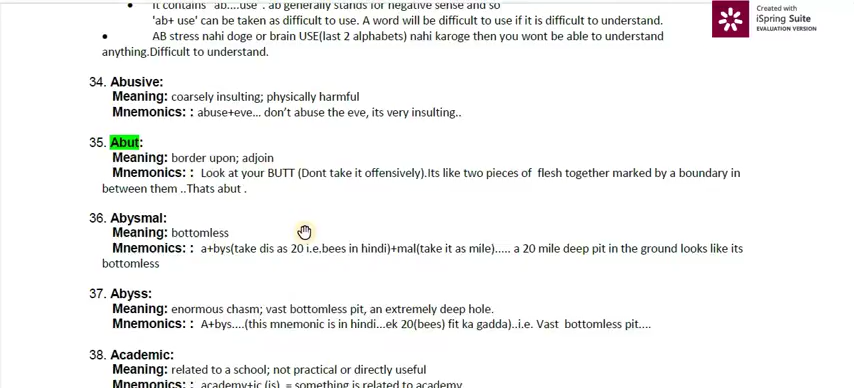 It contains "ab....use". ab generally stands for negative sense and so
'ab+ use' can be taken as difficult to use. A word will be difficult to use if it is difficult to understand.
• AB stress nahi doge or brain USE(last 2 alphabets) nahi karoge then you wont be able to understand
anything.Difficult to understand.
34. Abusive:
Meaning: coarsely insulting; physically harmful
Mnemonics: : abuse+eve... don't abuse the eve, its very insulting..
35. Abut:
Meaning: border upon; adjoin
Mnemonics: : Look at your BUTT (Dont take it offensively).Its like two pieces of flesh together marked by a boundary in
between them ..Thats abut .
36. Abysmal:
Meaning: bottomless
Mnemonics: : a+bys(take dis as 20 i.e.bees in hindi)+mal(take it as mile)..... a 20 mile deep pit in the ground looks like its
bottomless
37. Abyss:
Meaning: enormous chasm; vast bottomless pit, an extremely deep hole.
Mnemonics: : A+bys....(this mnemonic is in hindi...ek 20(bees) fit ka gadda)..i.e. Vast bottomless pit....
38. Academic:
Meaning: related to a school; not practical or directly useful
Mnemonics: : academy+ic (is) = something is related to academy
Created with
iSpring Suite
EVALUATION VERSION